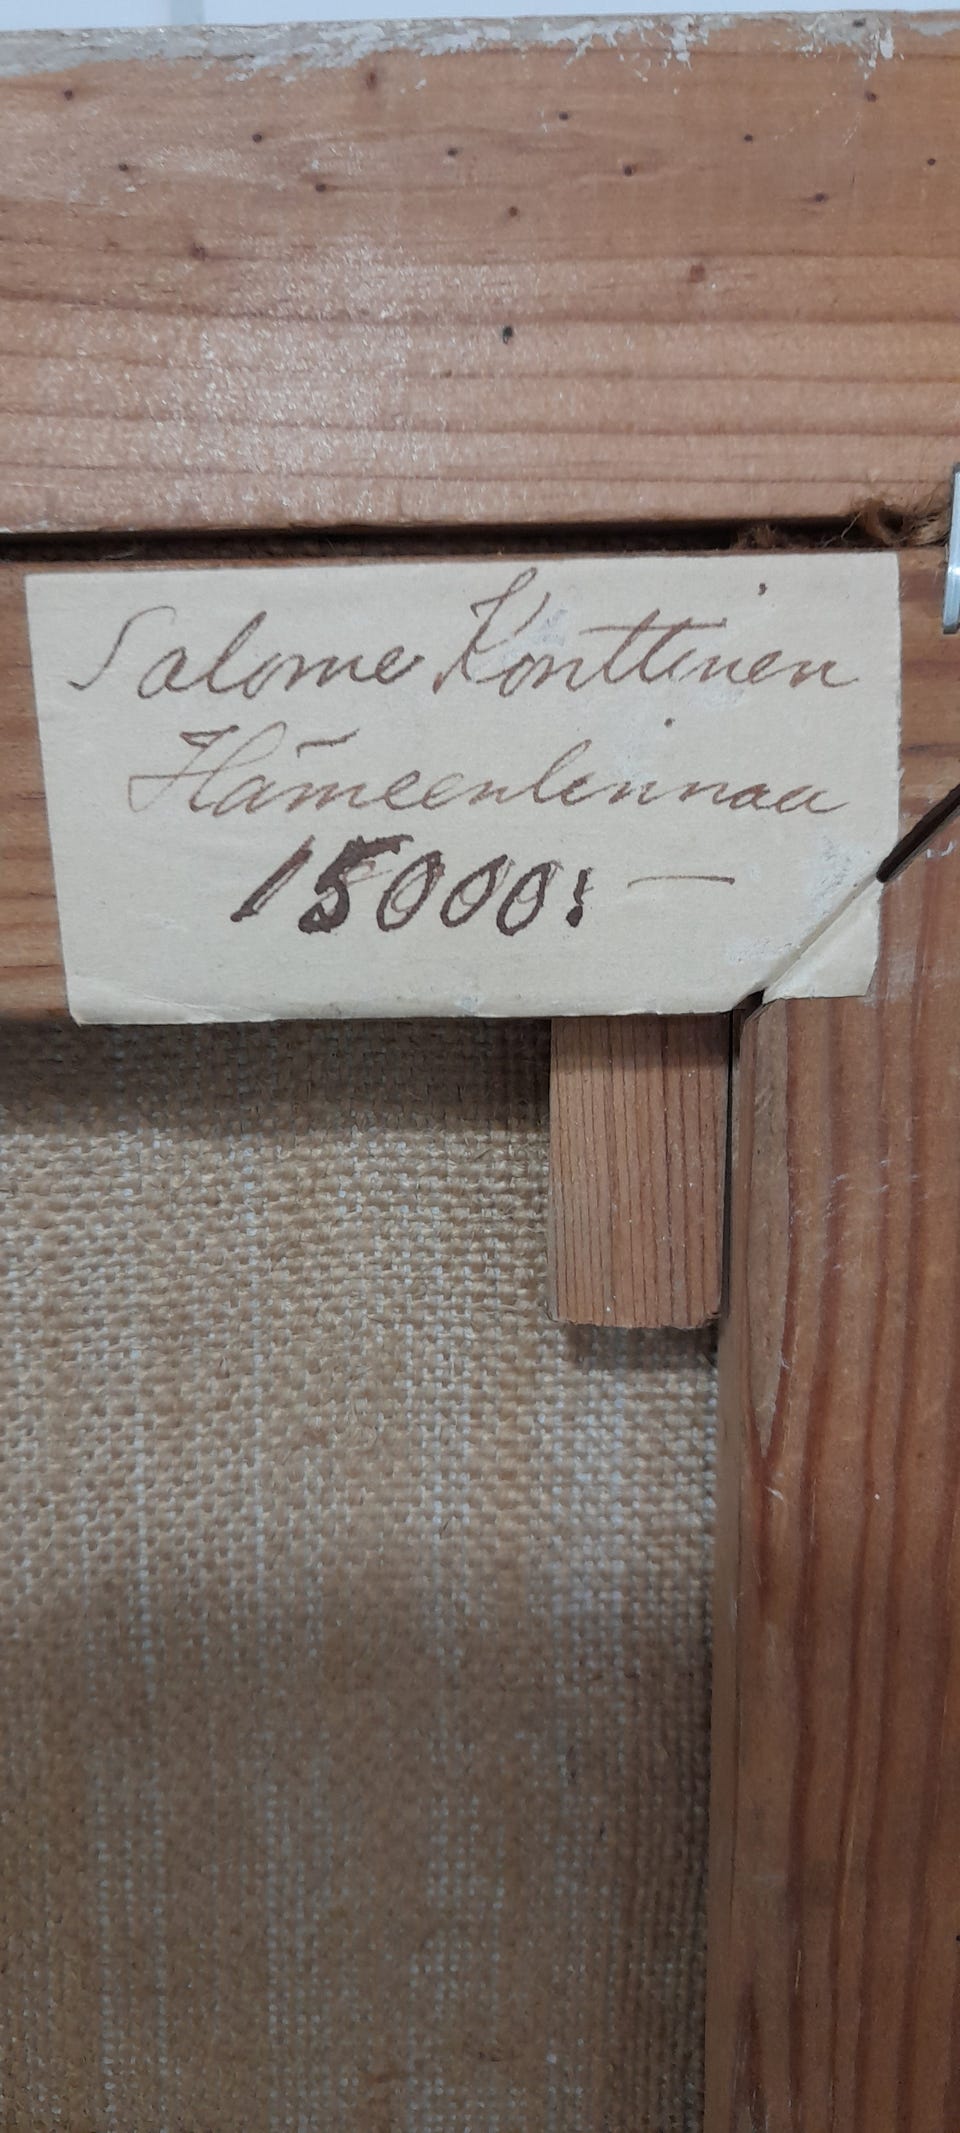 Salome Konttinen
Hämeenlinnaa
15000:—